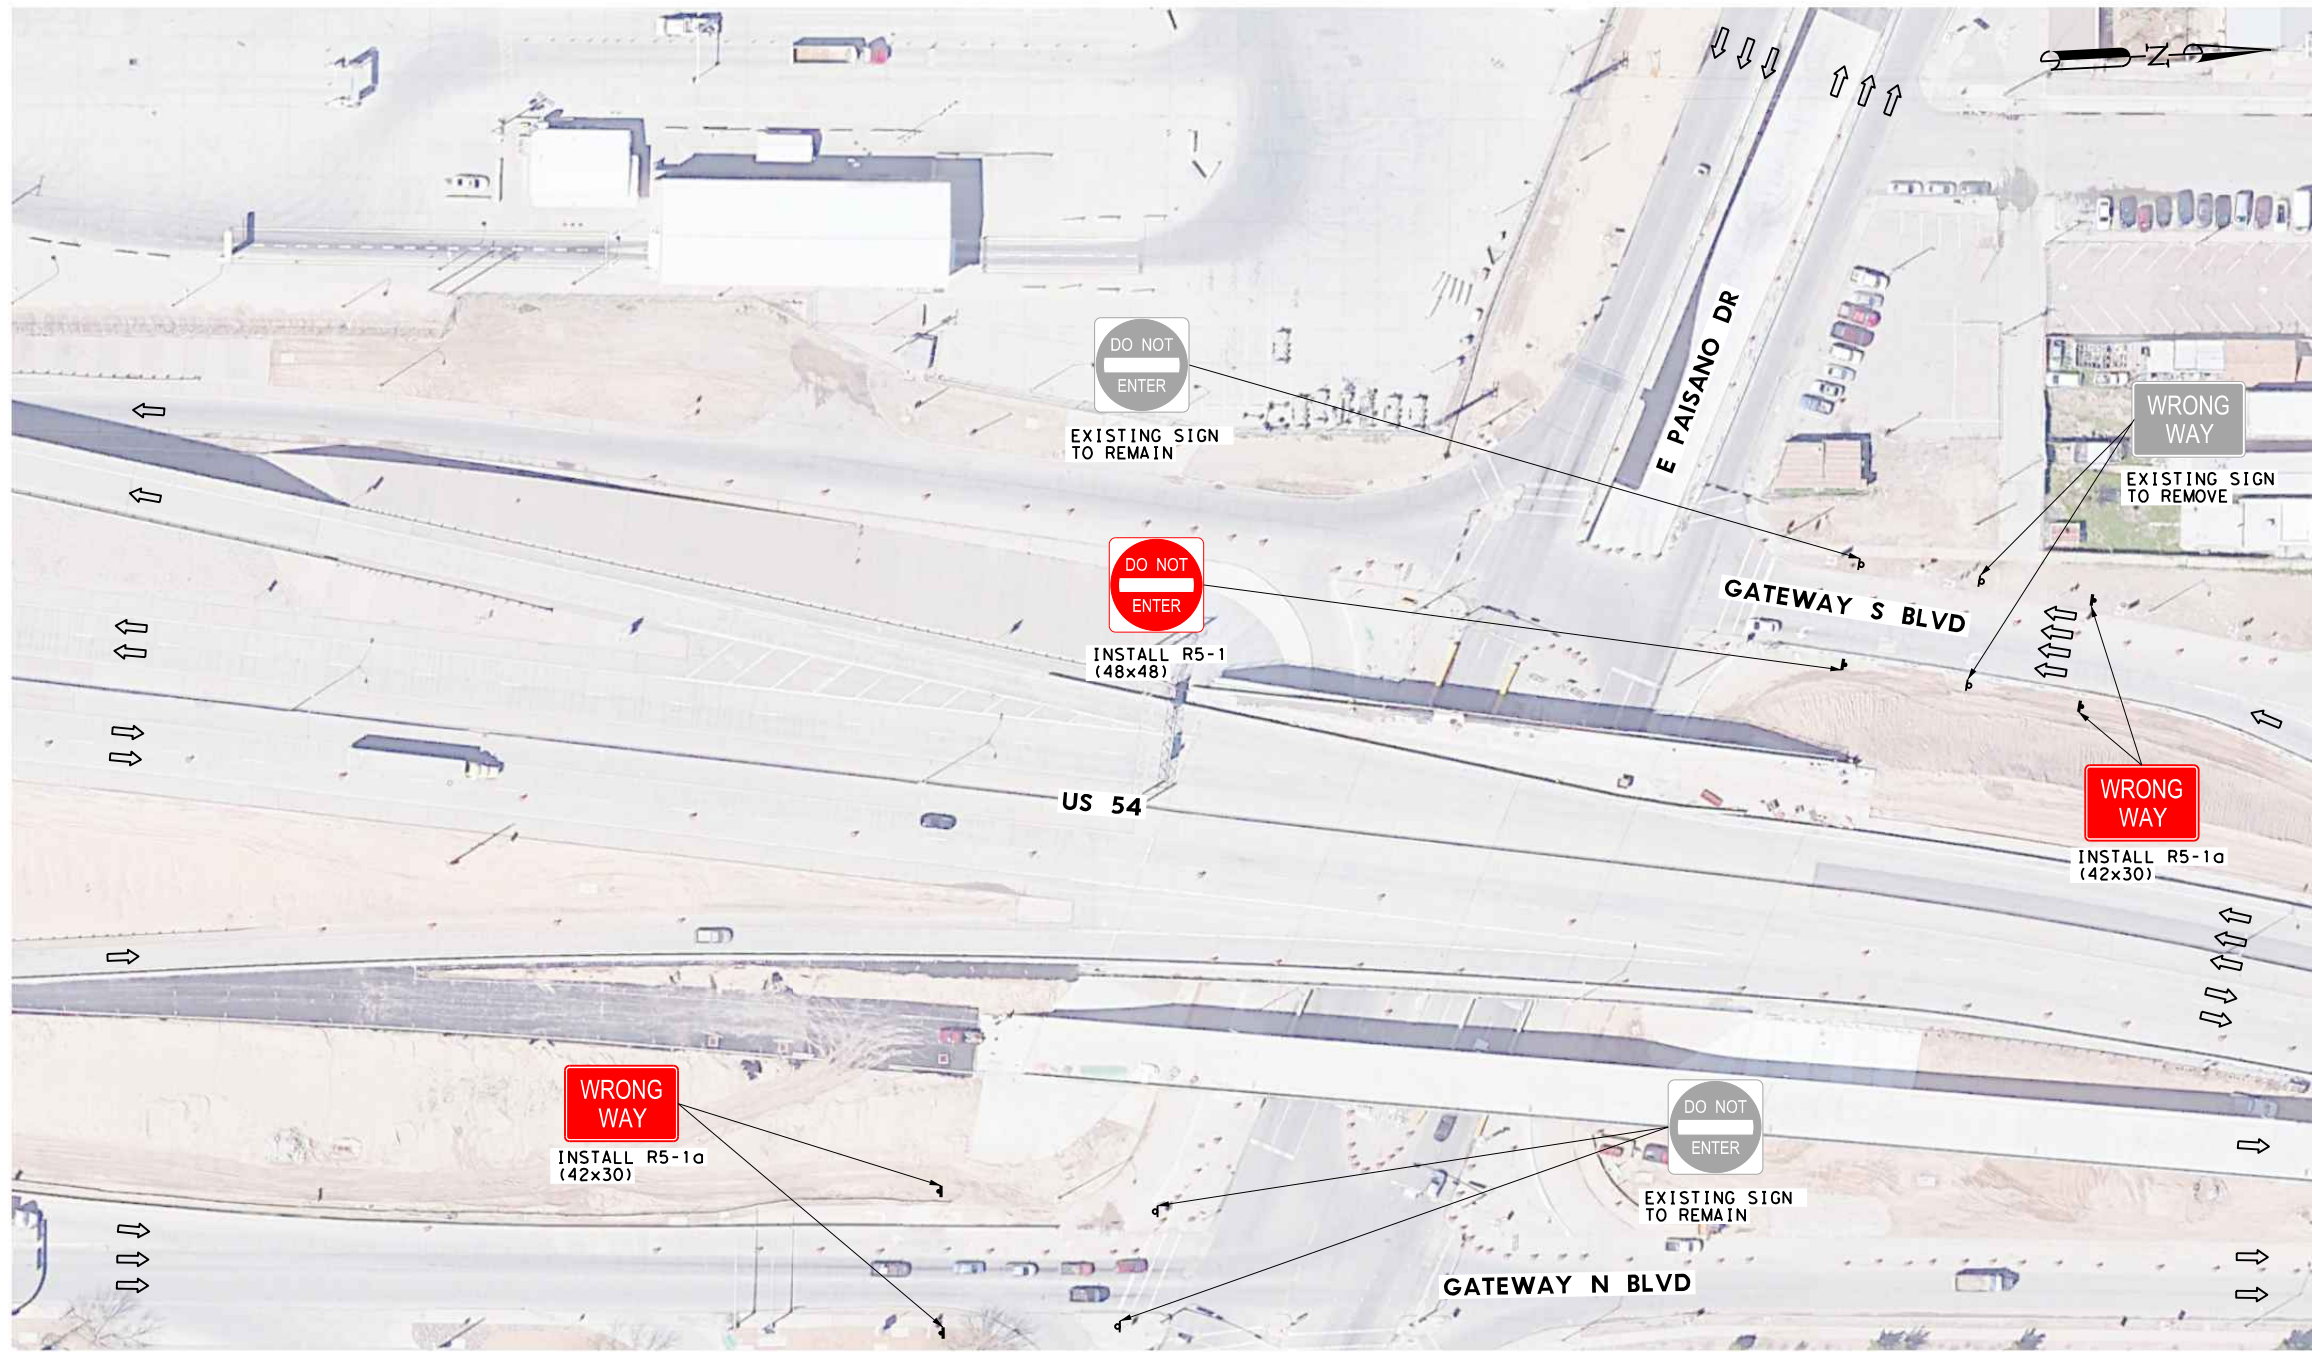 N
DO NOT
ENTER
EXISTING SIGN
TO REMAIN
E PAISANO DR
WRONG
WAY
EXISTING SIGN
TO REMOVE
DO NOT
ENTER
INSTALL R5-1
(48x48)
GATEWAY S BLVD
US 54
WRONG
WAY
INSTALL R5-1a
(42x30)
WRONG
WAY
INSTALL R5-1a
(42x30)
DO NOT
ENTER
EXISTING SIGN
TO REMAIN
GATEWAY N BLVD